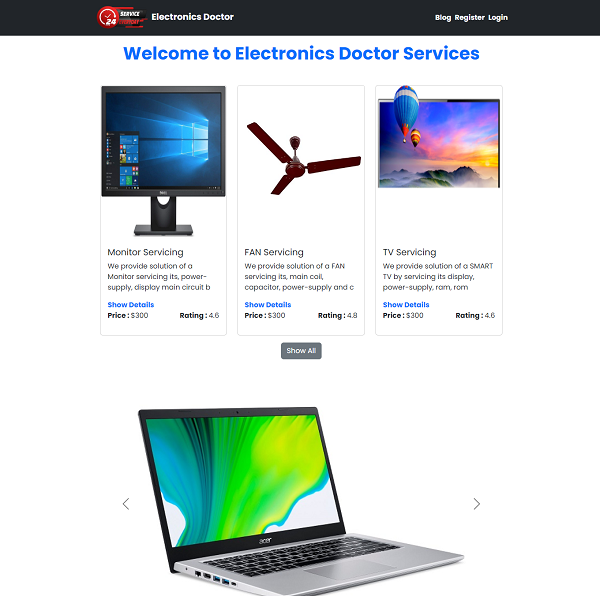 SERVICE
24
Electronics Doctor
Blog Register Login
Welcome to Electronics Doctor Services
DELL
Monitor Servicing
We provide solution of a
Monitor servicing its, power-
supply, display main circuit b
Show Details
Price : $300 Rating : 4.6
FAN Servicing
We provide solution of a FAN
servicing its, main coil,
capacitor, power-supply and c
Show Details
Price : $300 Rating : 4.8
TV Servicing
We provide solution of a SMART
TV by servicing its display,
power-supply, ram, rom
Show Details
Price : $300 Rating : 4.6
Show All
acer
acer